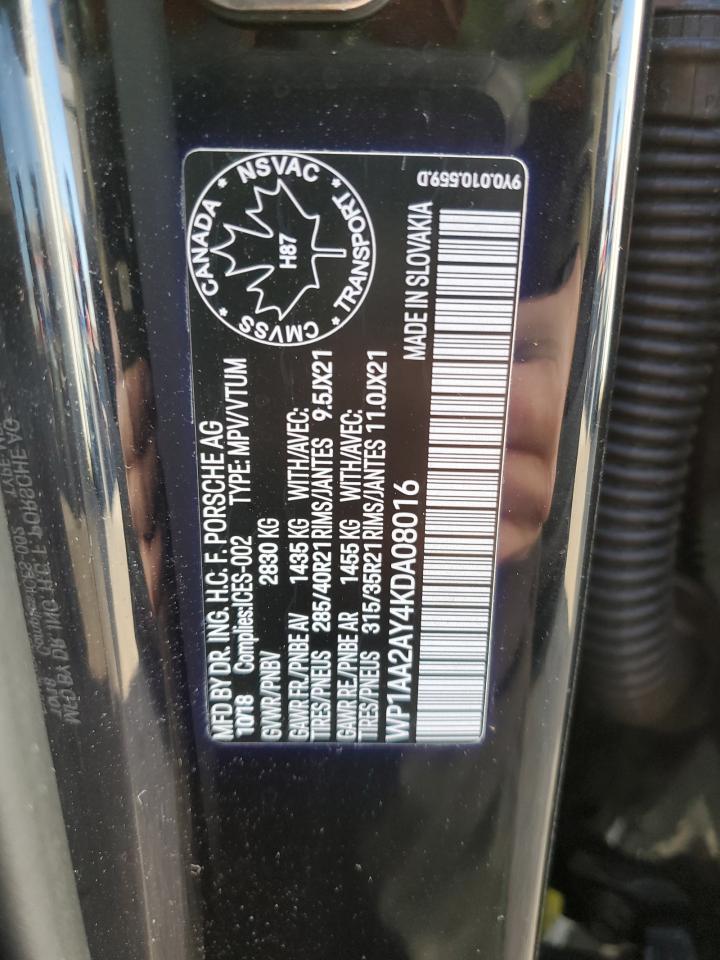 MFD BY DR. ING. H.C. F. PORSCHE AG
10/18 Complies:ICES-002 TYPE: MPV/VTUM
GVWR/PNBV 2830 KG
GAWR FR./PNBE AV 1435 KG WITH/AVEC:
TIRES/PNEUS 285/40R21 RIMS/JANTES 9.5JX21
GAWR RE./PNBE AR 1455 KG WITH/AVEC:
TIRES/PNEUS 315/35R21 RIMS/JANTES 11.0JX21
WP1AA2AY4KDA08016 MADE IN SLOVAKIA
CANADA * NSVAC * TRANSPORT * CMVSS *
H87
9Y0.010.559.D